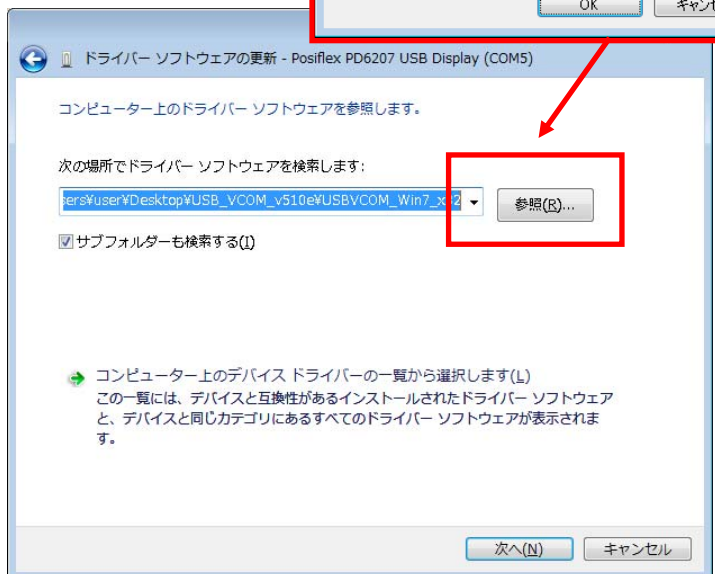 OK
キャンセ
ドライバー ソフトウェアの更新 - Posiflex PD6207 USB Display (COM5)
コンピューター上のドライバー ソフトウェアを参照します。
次の場所でドライバー ソフトウェアを検索します:
sers¥user¥Desktop¥USB_VCOM_v510e¥USBVCOM_Win7_x32
参照(R)...
サブフォルダーも検索する(I)
コンピューター上のデバイス ドライバーの一覧から選択します(L)
この一覧には、デバイスと互換性があるインストールされたドライバー ソフトウェア
と、デバイスと同じカテゴリにあるすべてのドライバー ソフトウェアが表示されま
す。
次へ(N)
キャンセル